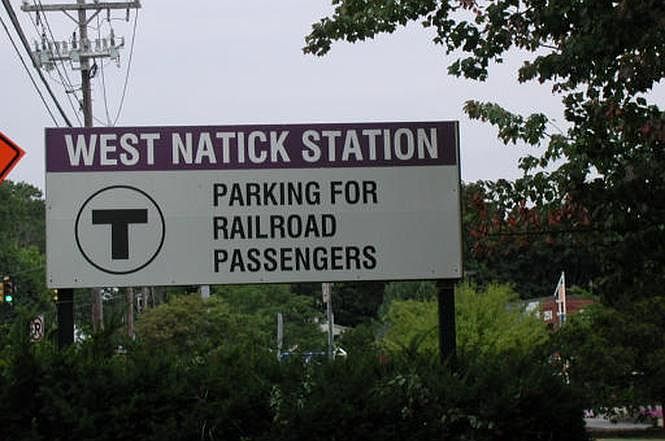 WEST NATICK STATION
T
PARKING FOR
RAILROAD
PASSENGERS